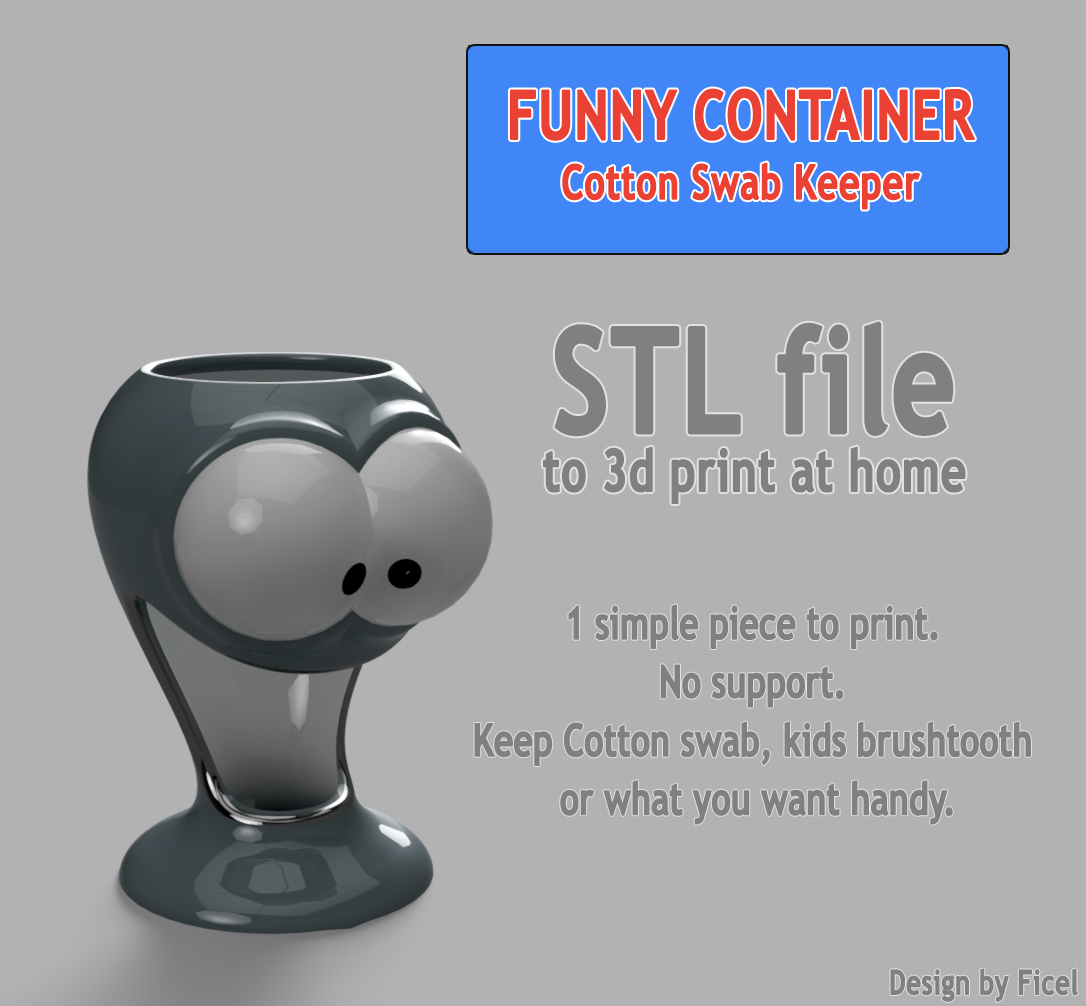 FUNNY CONTAINER
Cotton Swab Keeper
STL file
to 3d print at home
1 simple piece to print.
No support.
Keep Cotton swab, kids brushtooth
or what you want handy.
Design by Ficel